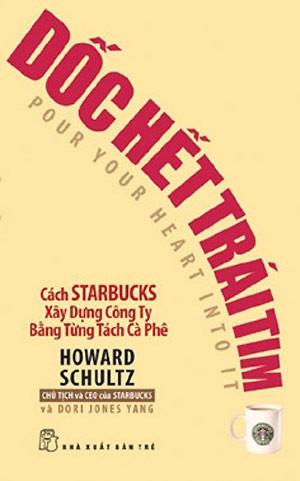 DỐC HẾT TRÁI TIM
POUR YOUR HEART INTO IT
Cách STARBUCKS
Xây Dựng Công Ty
Bằng Từng Tách Cà Phê
HOWARD
SCHULTZ
CHỦ TỊCH và CEO của STARBUCKS
và DORI JONES YANG
NHÀ XUẤT BẢN TRẺ